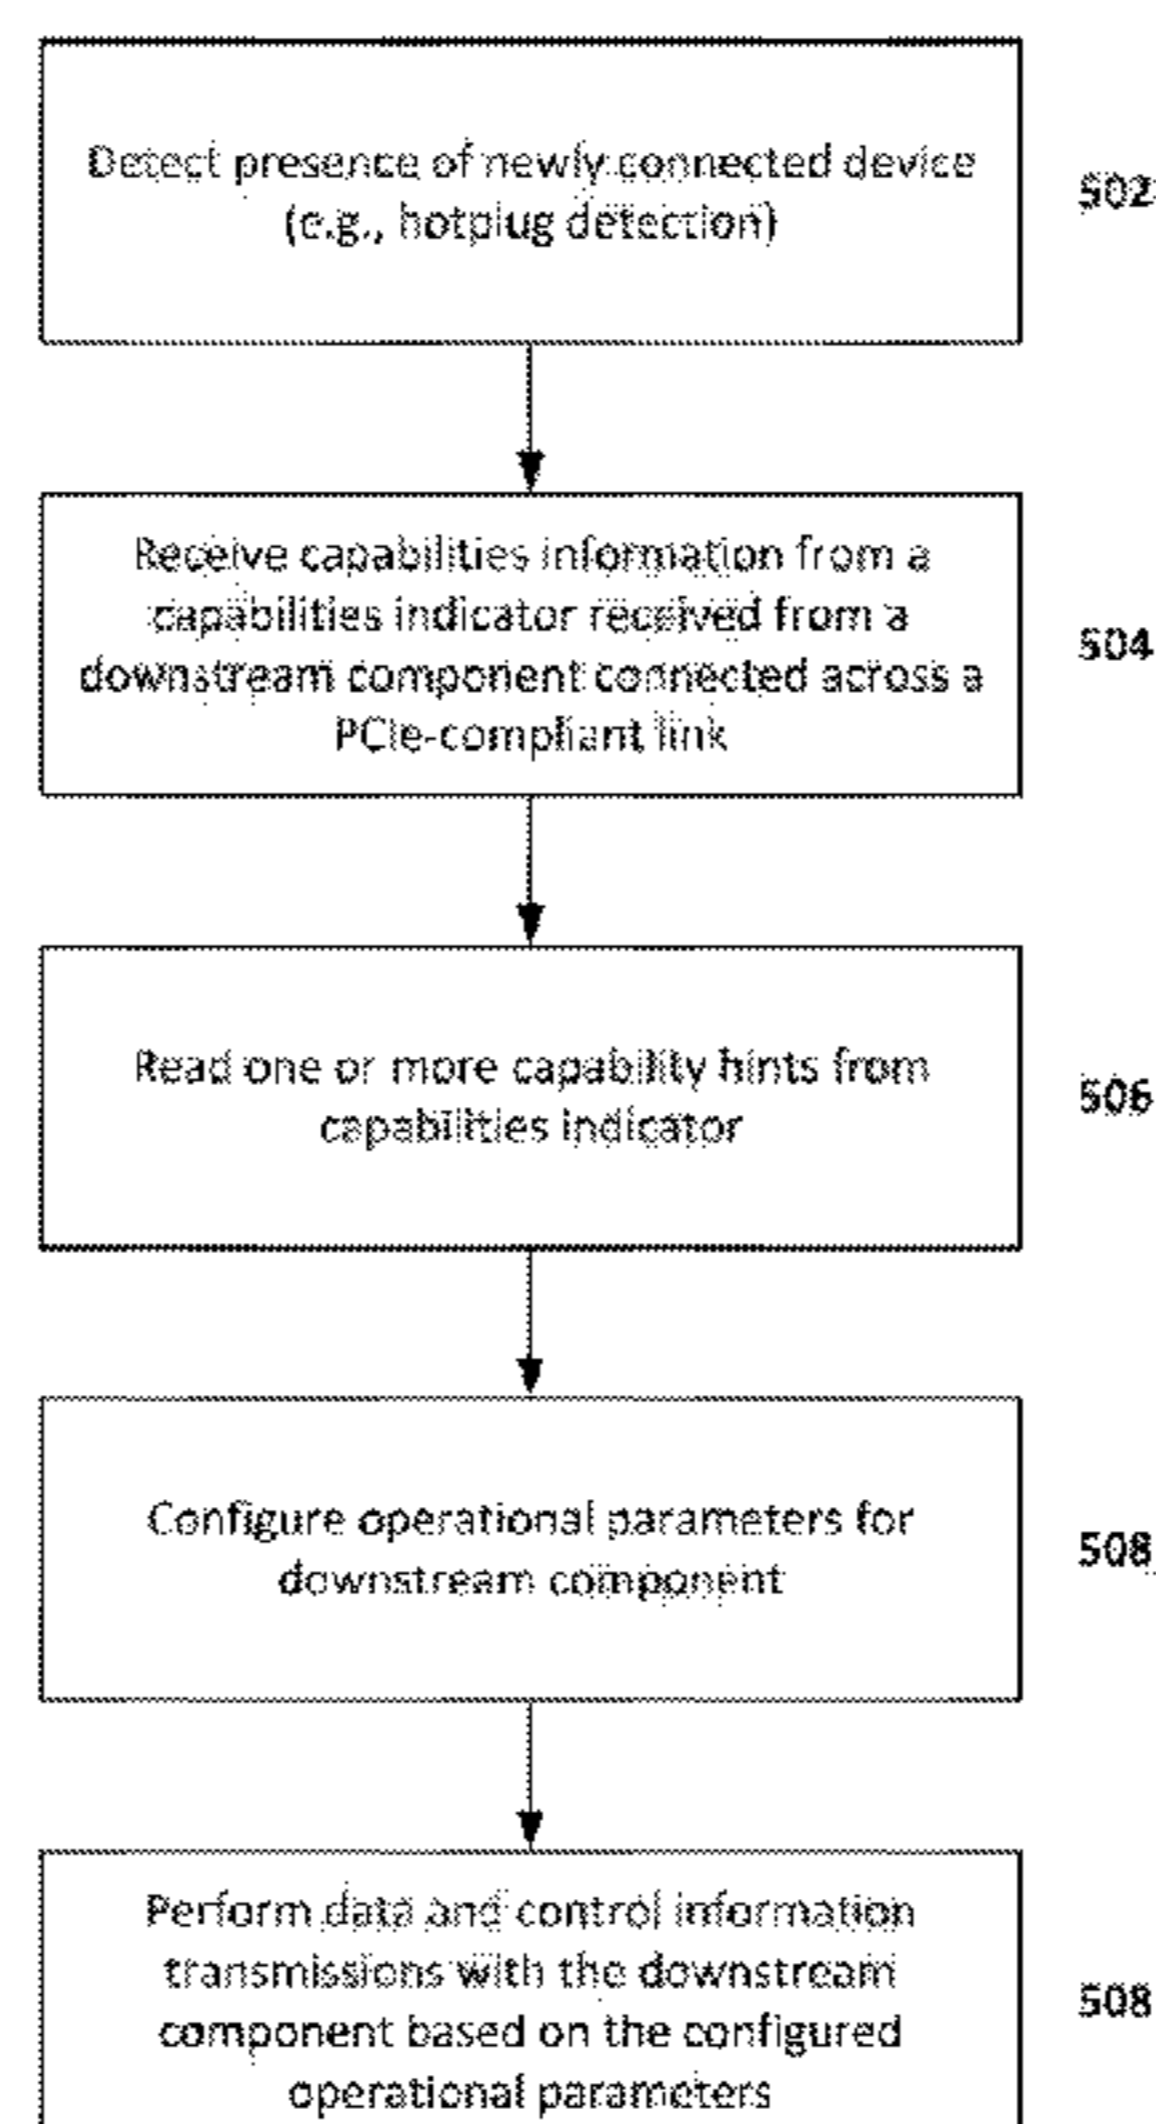 Detect presence of newly connected device
(e.g., hotplug detection)
502
Receive capabilities information from a
capabilities indicator received from a
downstream component connected across a
PCIe-compliant link
504
Read one or more capability hints from
capabilities indicator
506
Configure operational parameters for
downstream component
508
Perform data and control information
transmissions with the downstream
component based on the configured
operational parameters
508